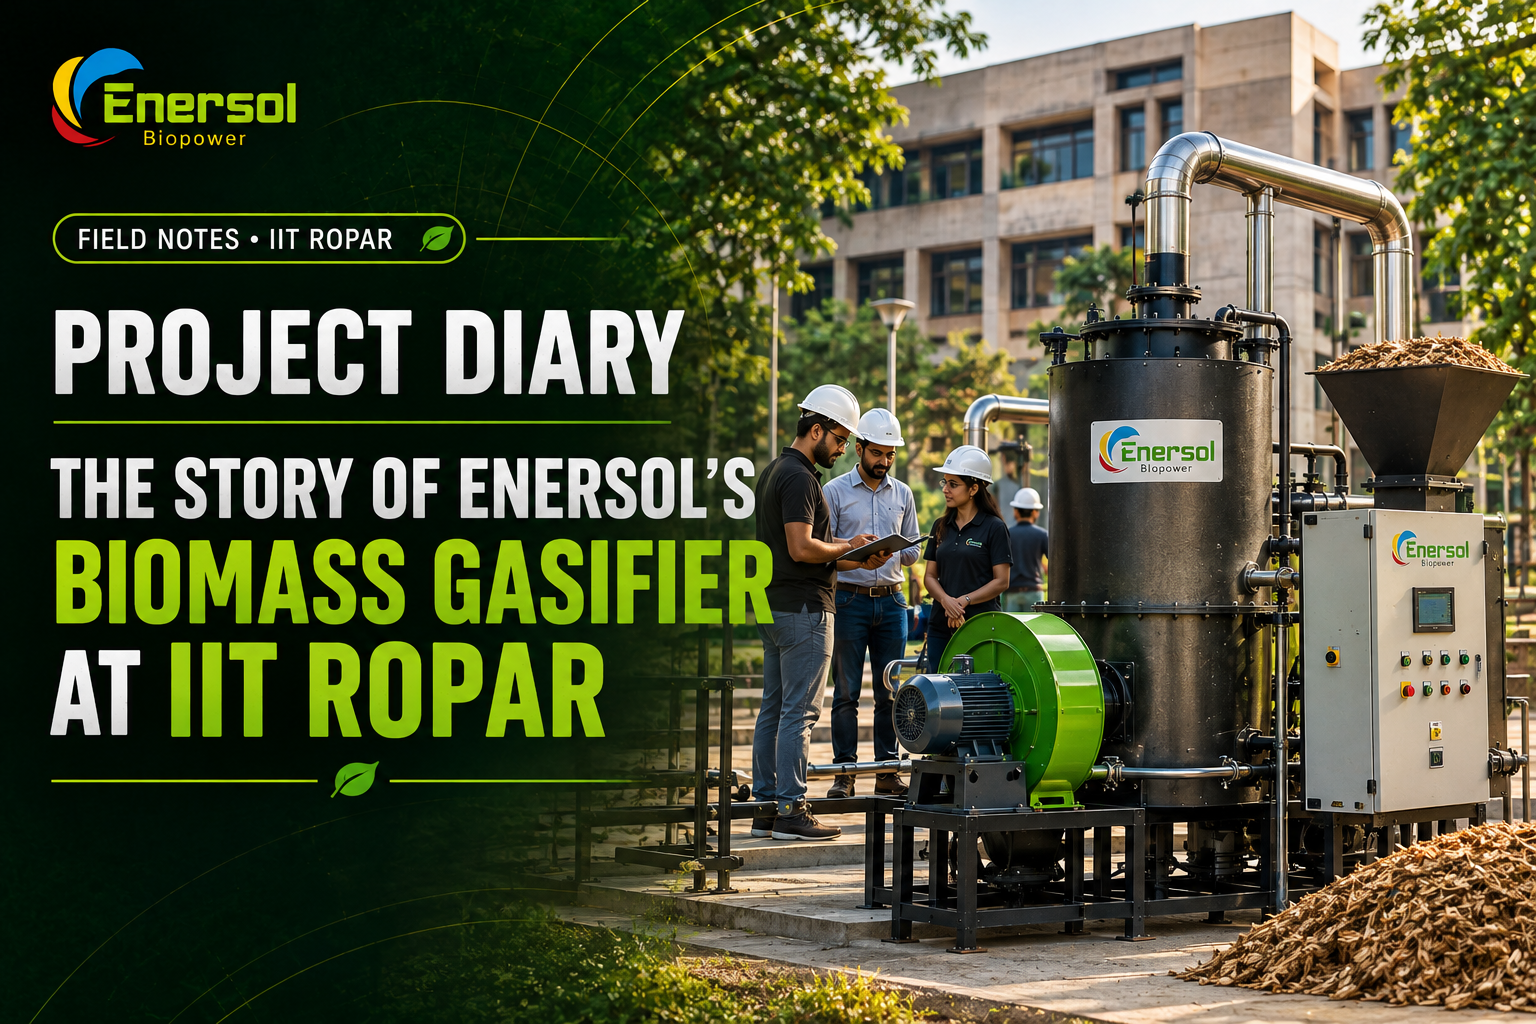 Enersol
Biopower
FIELD NOTES • IIT ROPAR
PROJECT DIARY
THE STORY OF ENERSOL'S
BIOMASS GASIFIER
AT IIT ROPAR
Enersol
Biopower
Enersol
Biopower